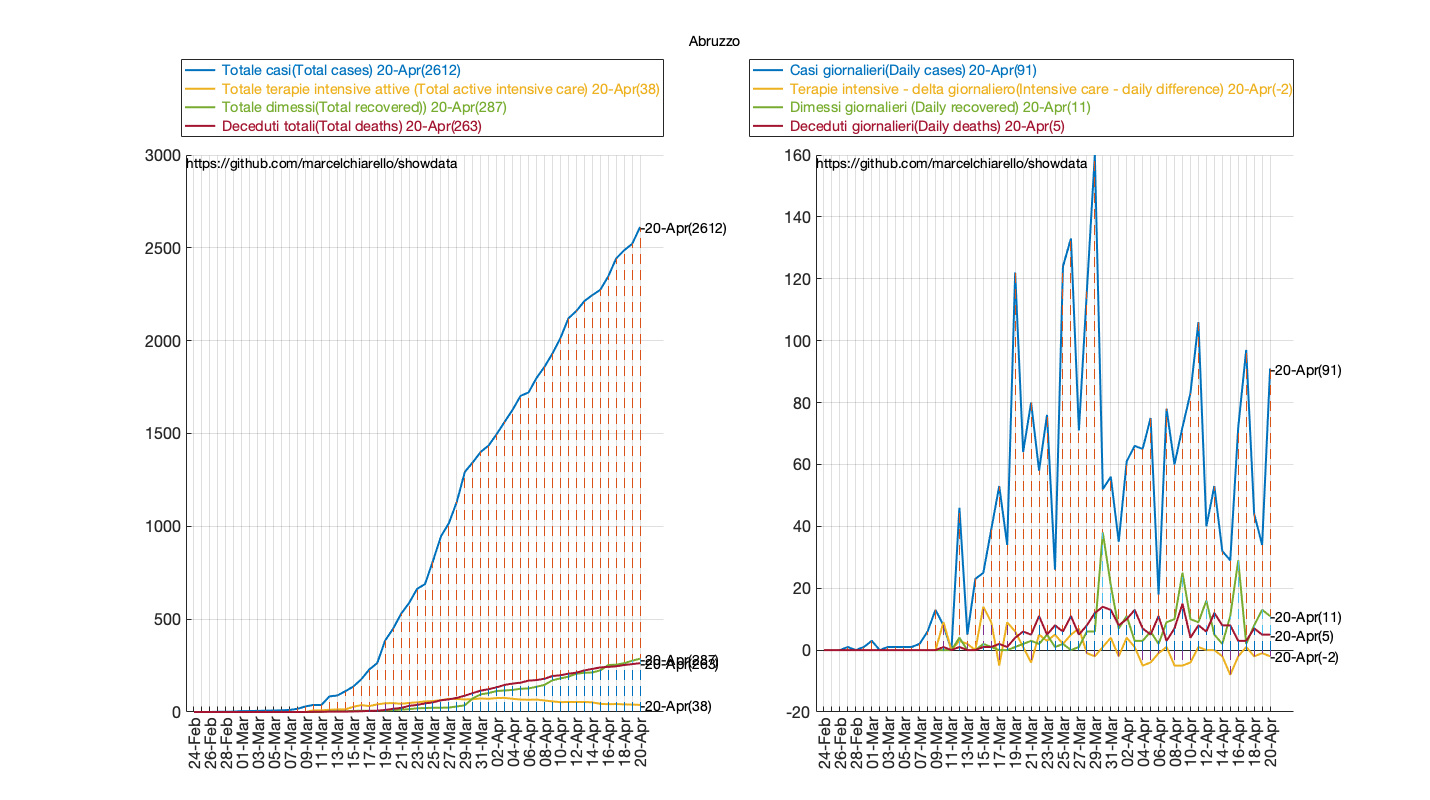 Abruzzo
Totale casi(Total cases) 20-Apr(2612)
Totale terapie intensive attive (Total active intensive care) 20-Apr(38)
Totale dimessi(Total recovered)) 20-Apr(287)
Deceduti totali(Total deaths) 20-Apr(263)
https://github.com/marcelchiarello/showdata
3000
2500
2000
1500
1000
500
0
-20-Apr(2612)
-20-Apr(287)
-20-Apr(263)
-20-Apr(38)
24-Feb
26-Feb
28-Feb
01-Mar
03-Mar
05-Mar
07-Mar
09-Mar
11-Mar
13-Mar
15-Mar
17-Mar
19-Mar
21-Mar
23-Mar
25-Mar
27-Mar
29-Mar
31-Mar
02-Apr
04-Apr
06-Apr
08-Apr
10-Apr
12-Apr
14-Apr
16-Apr
18-Apr
20-Apr
Casi giornalieri(Daily cases) 20-Apr(91)
Terapie intensive - delta giornaliero(Intensive care - daily difference) 20-Apr(-2)
Dimessi giornalieri (Daily recovered) 20-Apr(11)
Deceduti giornalieri(Daily deaths) 20-Apr(5)
https://github.com/marcelchiarello/showdata
160
140
120
100
80
60
40
20
0
-20
-20-Apr(91)
-20-Apr(11)
-20-Apr(5)
-20-Apr(-2)
24-Feb
26-Feb
28-Feb
01-Mar
03-Mar
05-Mar
07-Mar
09-Mar
11-Mar
13-Mar
15-Mar
17-Mar
19-Mar
21-Mar
23-Mar
25-Mar
27-Mar
29-Mar
31-Mar
02-Apr
04-Apr
06-Apr
08-Apr
10-Apr
12-Apr
14-Apr
16-Apr
18-Apr
20-Apr